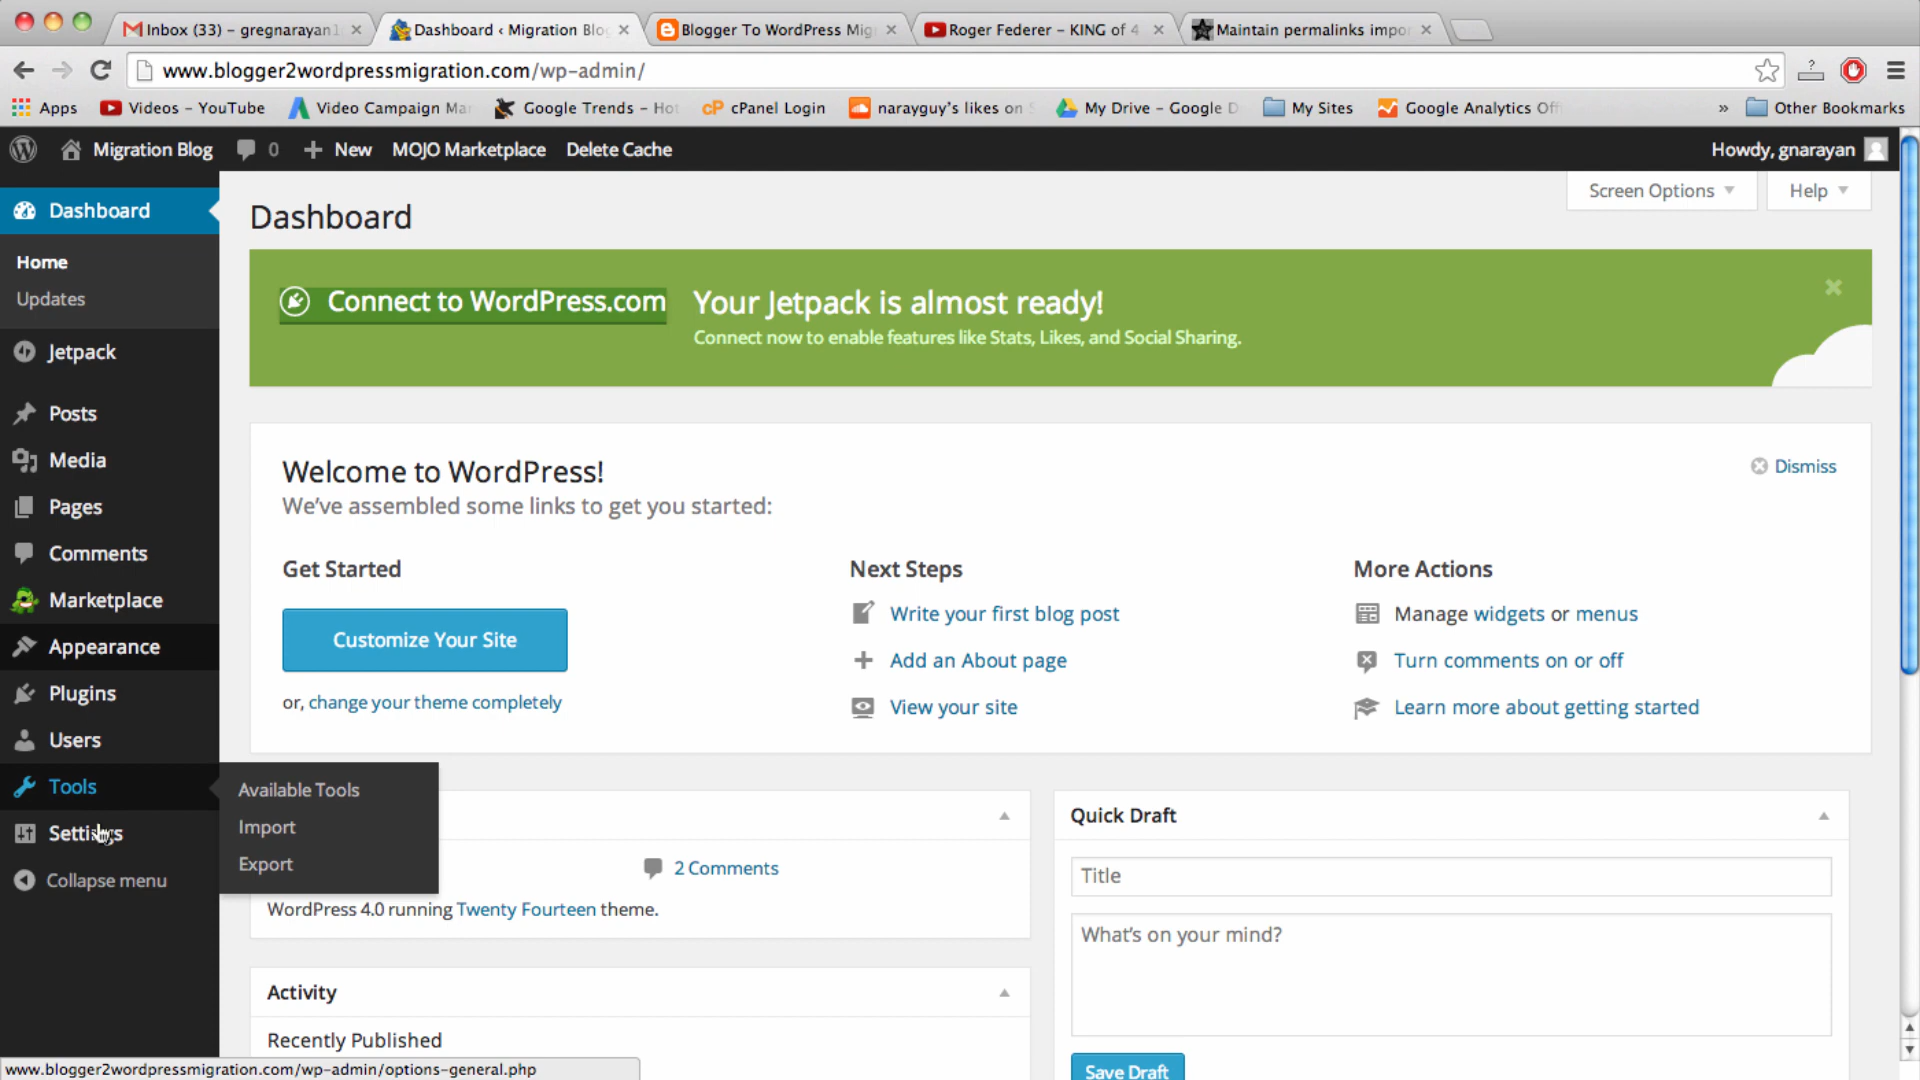 Inbox (33) – gregnarayan1
Dashboard ‹ Migration Blog
Blogger To WordPress Mig
Roger Federer – KING of 4
Maintain permalinks impor
www.blogger2wordpressmigration.com/wp-admin/
Apps
Videos – YouTube
Video Campaign Ma
Google Trends – Hot
cP cPanel Login
narayguy's likes on S
My Drive – Google D
My Sites
Google Analytics Offi
»
Other Bookmarks
Migration Blog
0
New
MOJO Marketplace
Delete Cache
Howdy, gnarayan
Dashboard
Home
Updates
Jetpack
Posts
Media
Pages
Comments
Marketplace
Appearance
Plugins
Users
Tools
Settings
Collapse menu
Available Tools
Import
Export
Screen Options
Help
Dashboard
Connect to WordPress.com
Your Jetpack is almost ready!
Connect now to enable features like Stats, Likes, and Social Sharing.
Welcome to WordPress!
We've assembled some links to get you started:
Dismiss
Get Started
Customize Your Site
or, change your theme completely
Next Steps
Write your first blog post
Add an About page
View your site
More Actions
Manage widgets or menus
Turn comments on or off
Learn more about getting started
2 Comments
WordPress 4.0 running Twenty Fourteen theme.
Activity
Recently Published
Quick Draft
Title
What's on your mind?
Save Draft
www.blogger2wordpressmigration.com/wp-admin/options-general.php